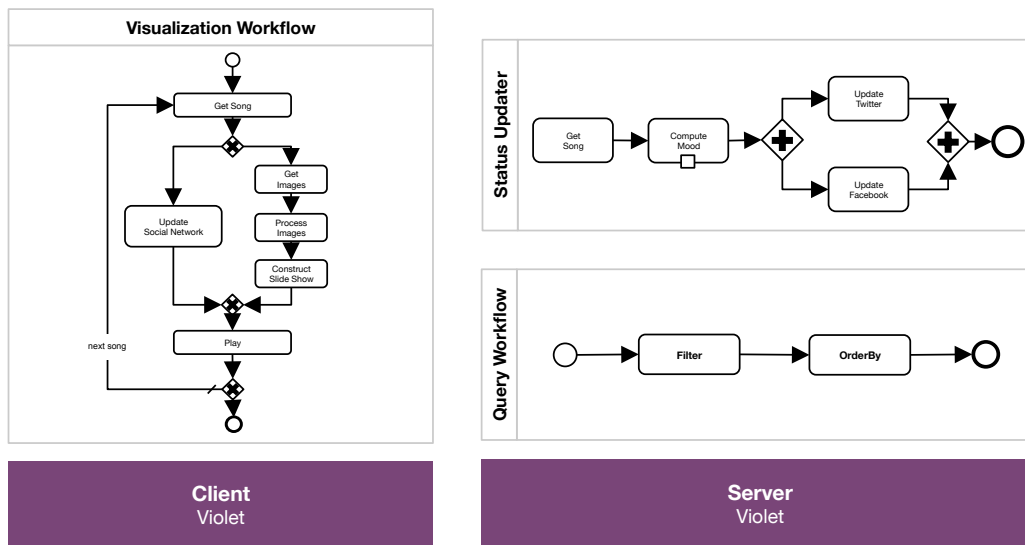 Visualization Workflow
Get Song
Get
Images
Update
Social Network
Process
Images
Construct
Slide Show
next song
Play
Client
Violet
Status Updater
Get
Song
Compute
Mood
Update
Twitter
Update
Facebook
Query Workflow
Filter
OrderBy
Server
Violet